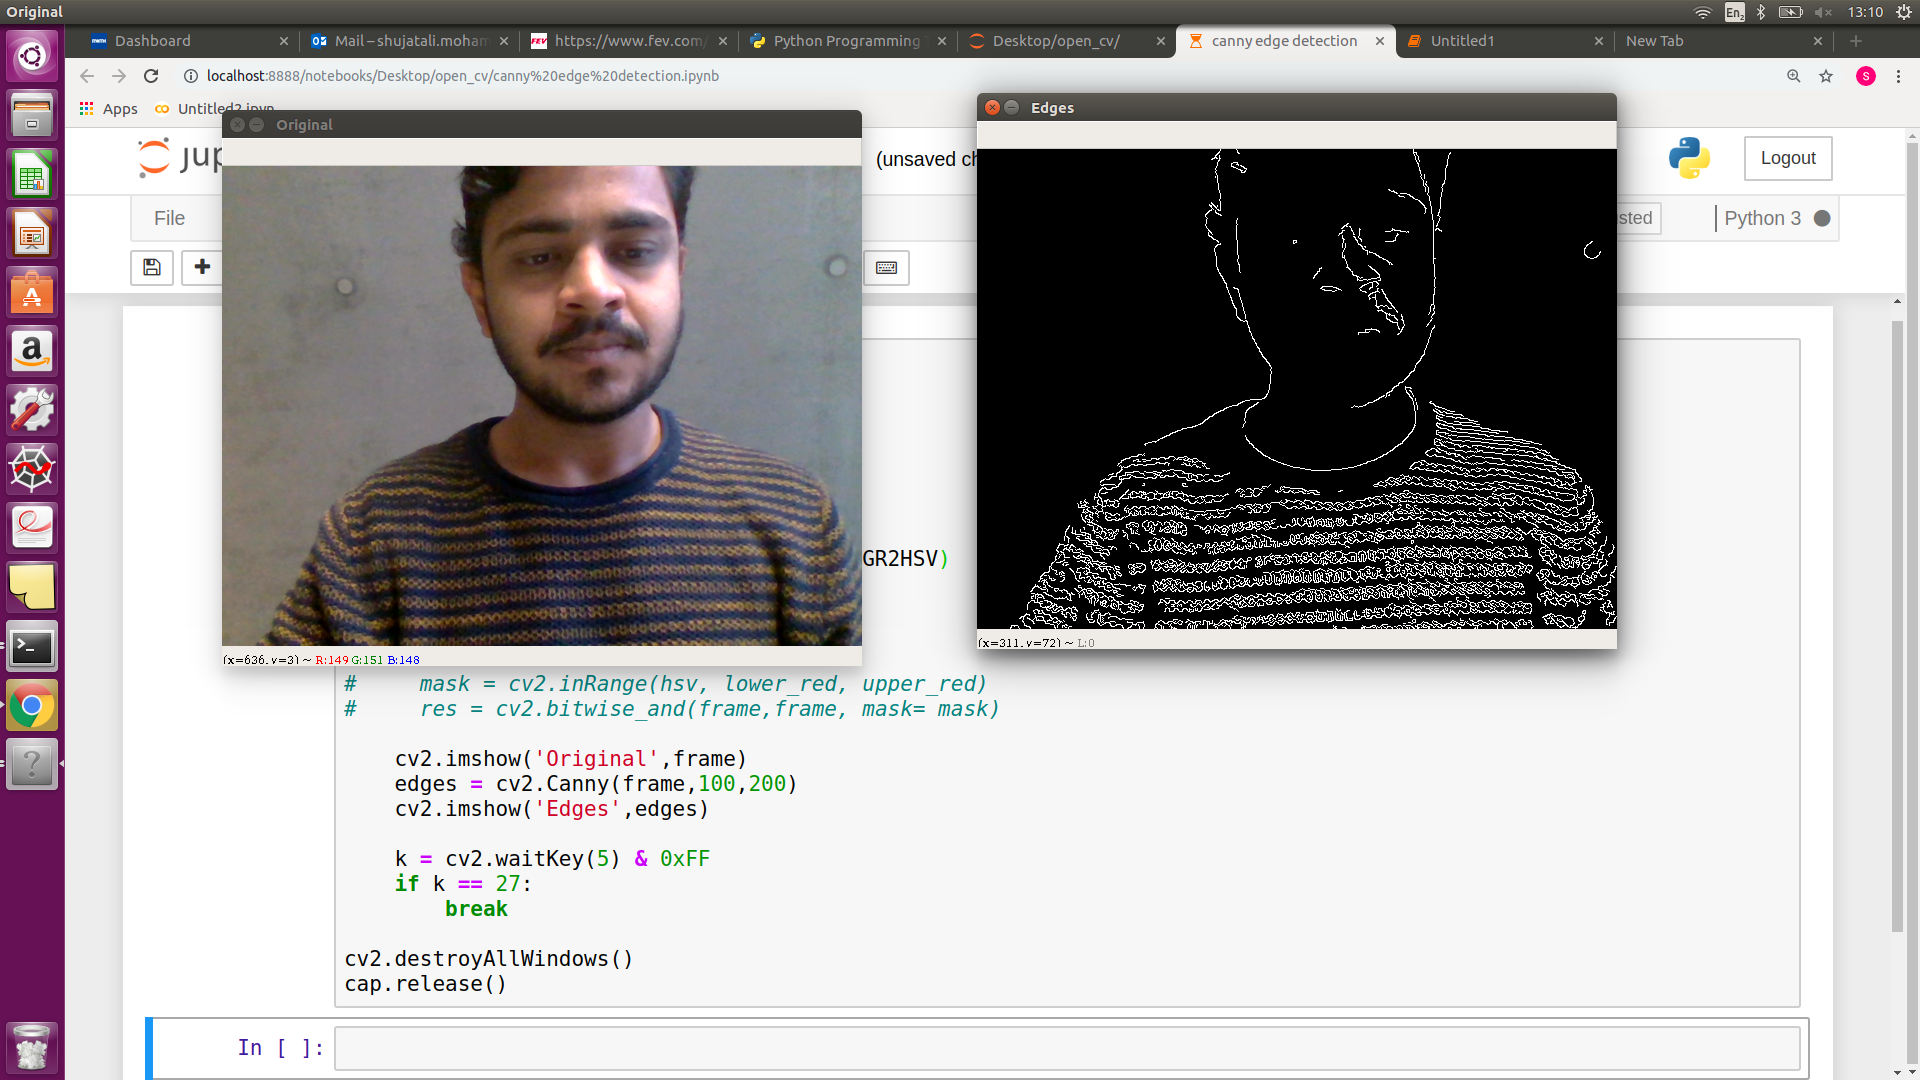 Original
En2
13:10
Dashboard
Mail – shujatali.moham
https://www.fev.com/
Python Programming T
Desktop/open_cv/
canny edge detection
Untitled1
New Tab
localhost:8888/notebooks/Desktop/open_cv/canny%20edge%20detection.ipynb
S
Apps
Untitled2.ipyn
Original
Edges
jup
(unsaved ch
Logout
File
sted
Python 3
GR2HSV)
(x=636, y=3) ~ R:149 G:151 B:148
(x=311, y=72) ~ L:0
#     mask = cv2.inRange(hsv, lower_red, upper_red)
#     res = cv2.bitwise_and(frame,frame, mask= mask)
cv2.imshow('Original',frame)
edges = cv2.Canny(frame,100,200)
cv2.imshow('Edges',edges)
k = cv2.waitKey(5) & 0xFF
if k == 27:
break
cv2.destroyAllWindows()
cap.release()
In [ ]: